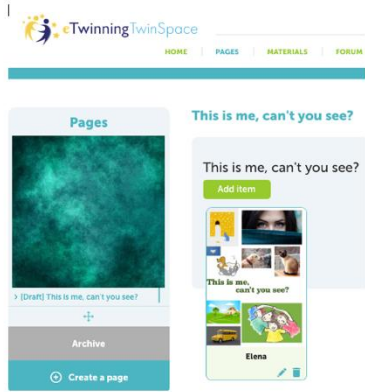 eTwinning TwinSpace
HOME PAGES MATERIALS FORUM
Pages
> [Draft] This is me, can't you see?
Archive
Create a page
This is me, can't you see?
This is me, can't you see?
Add item
This is me,
can't you see?
Elena